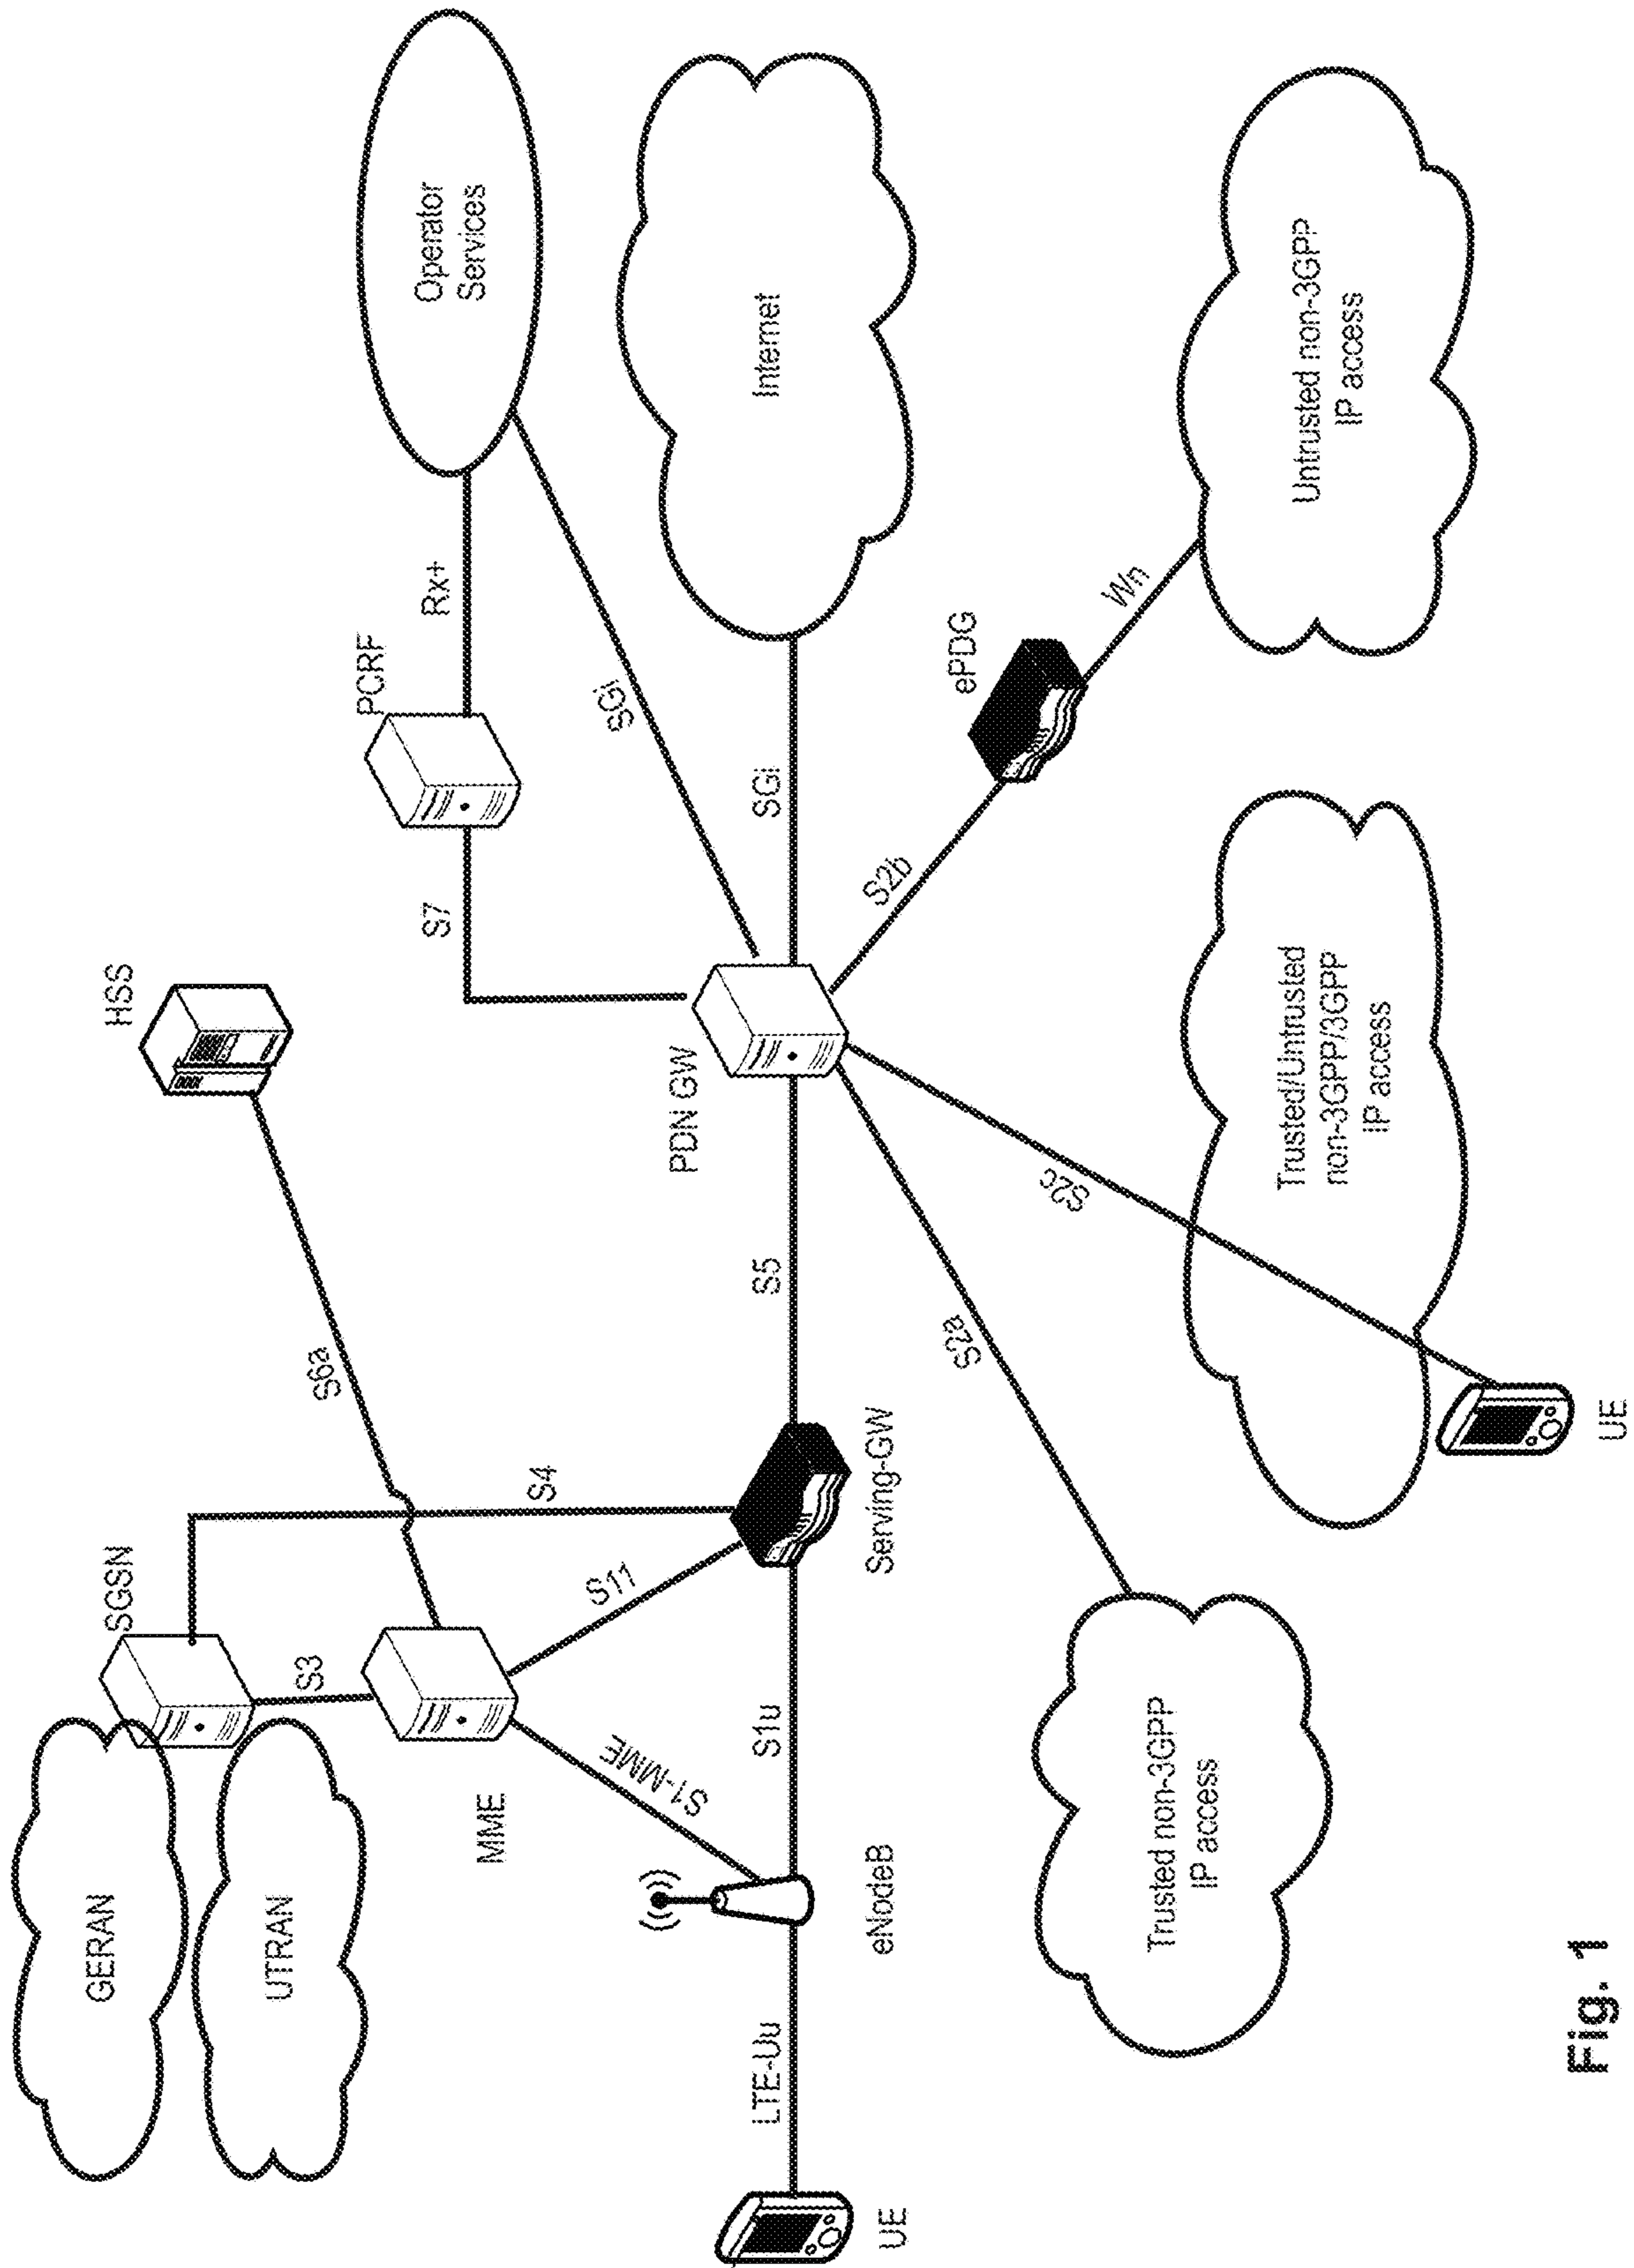 GERAN
SGSN
HSS
UTRAN
S3
S6a
S4
PCRF
S7
Rx+
Operator
Services
MME
S11
S1-MME
SGi
UE
LTE-Uu
eNodeB
S1u
Serving-GW
S5
PDN GW
SGi
Internet
S2a
S2c
S2b
ePDG
Wn
Trusted non-3GPP
IP access
Trusted/Untrusted
non-3GPP/3GPP
IP access
Untrusted non-3GPP
IP access
UE
Fig. 1